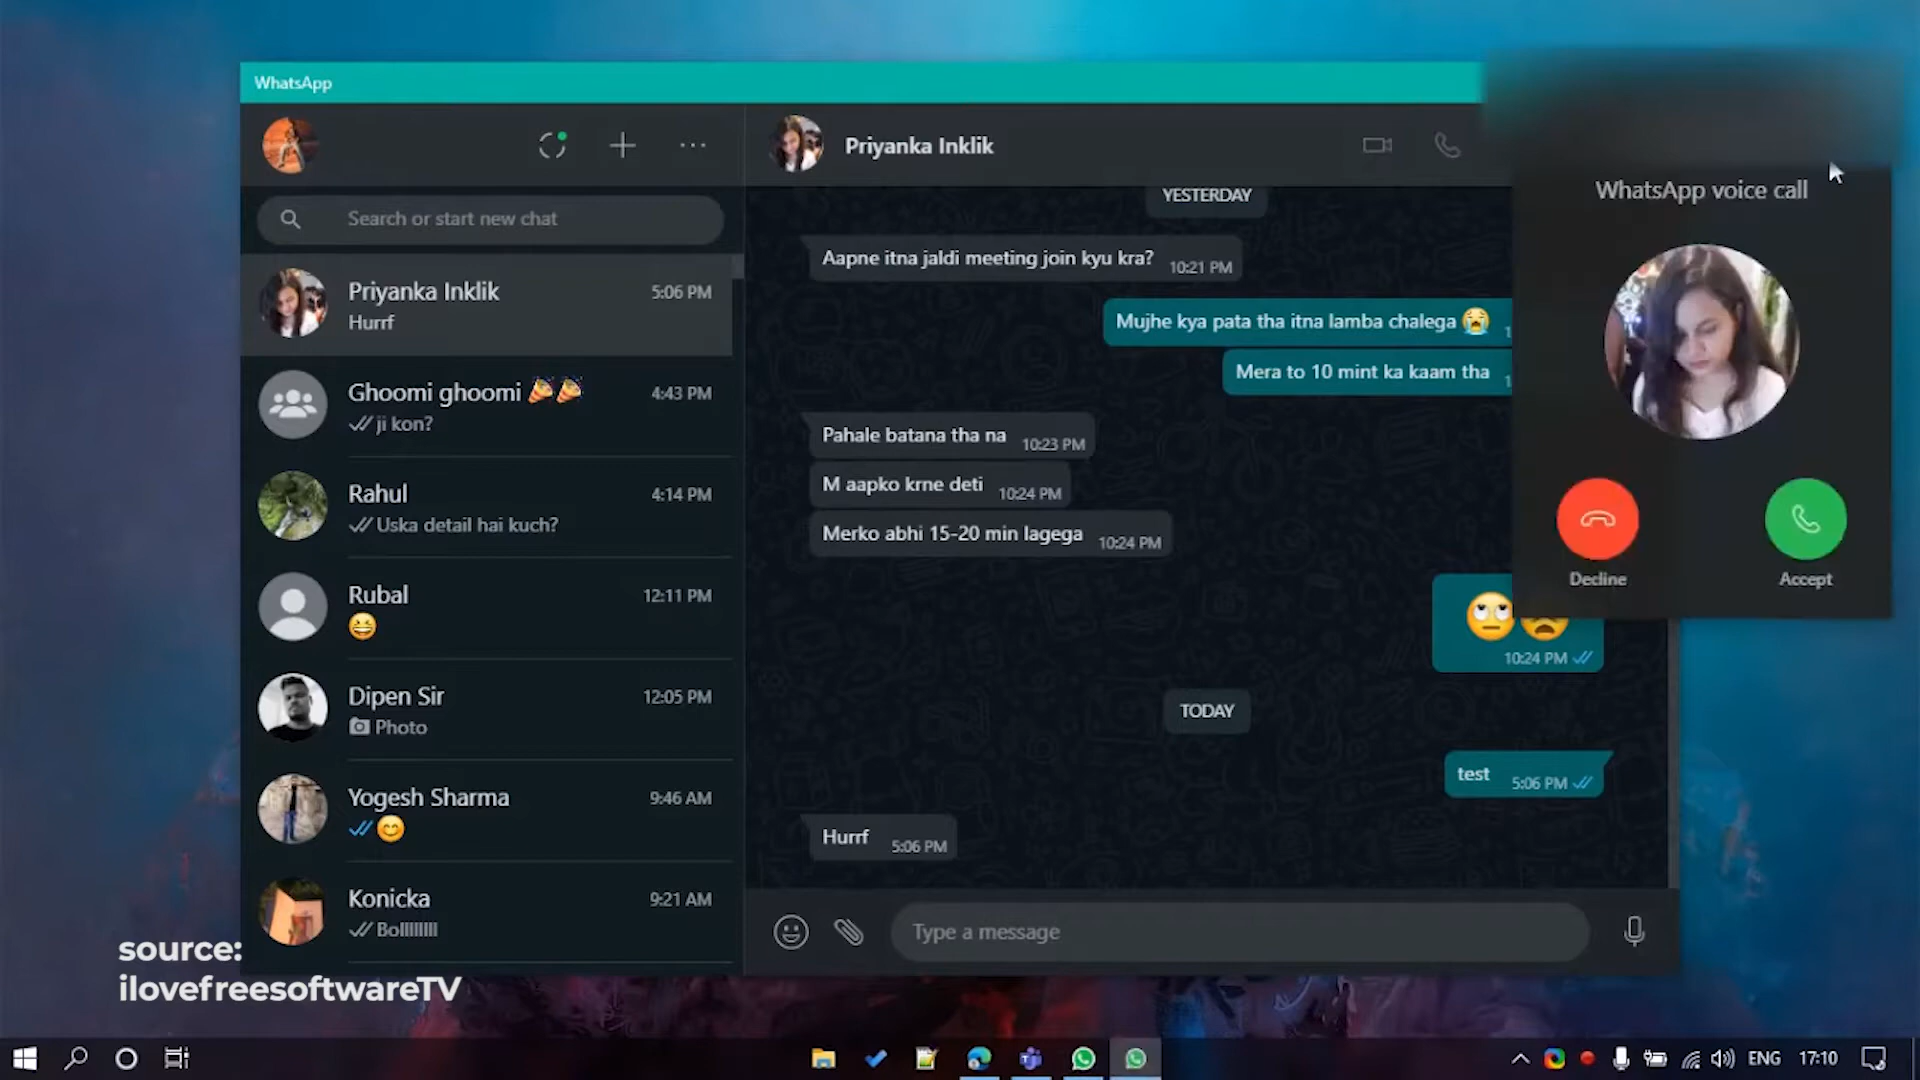 WhatsApp
Search or start new chat
Priyanka Inklik 5:06 PM
Hurrf
Ghoomi ghoomi 🎉🎉 4:43 PM
ji kon?
Rahul 4:14 PM
Uska detail hai kuch?
Rubal 12:11 PM
😆
Dipen Sir 12:05 PM
Photo
Yogesh Sharma 9:46 AM
😊
Konicka 9:21 AM
Priyanka Inklik
YESTERDAY
Aapne itna jaldi meeting join kyu kra? 10:21 PM
Mujhe kya pata tha itna lamba chalega 😭
Mera to 10 mint ka kaam tha
Pahale batana tha na 10:23 PM
M aapko krne deti 10:24 PM
Merko abhi 15-20 min lagega 10:24 PM
10:24 PM
TODAY
test 5:06 PM
Hurrf 5:06 PM
Type a message
WhatsApp voice call
Decline
Accept
source:
ilovefreesoftwareTV
ENG 17:10